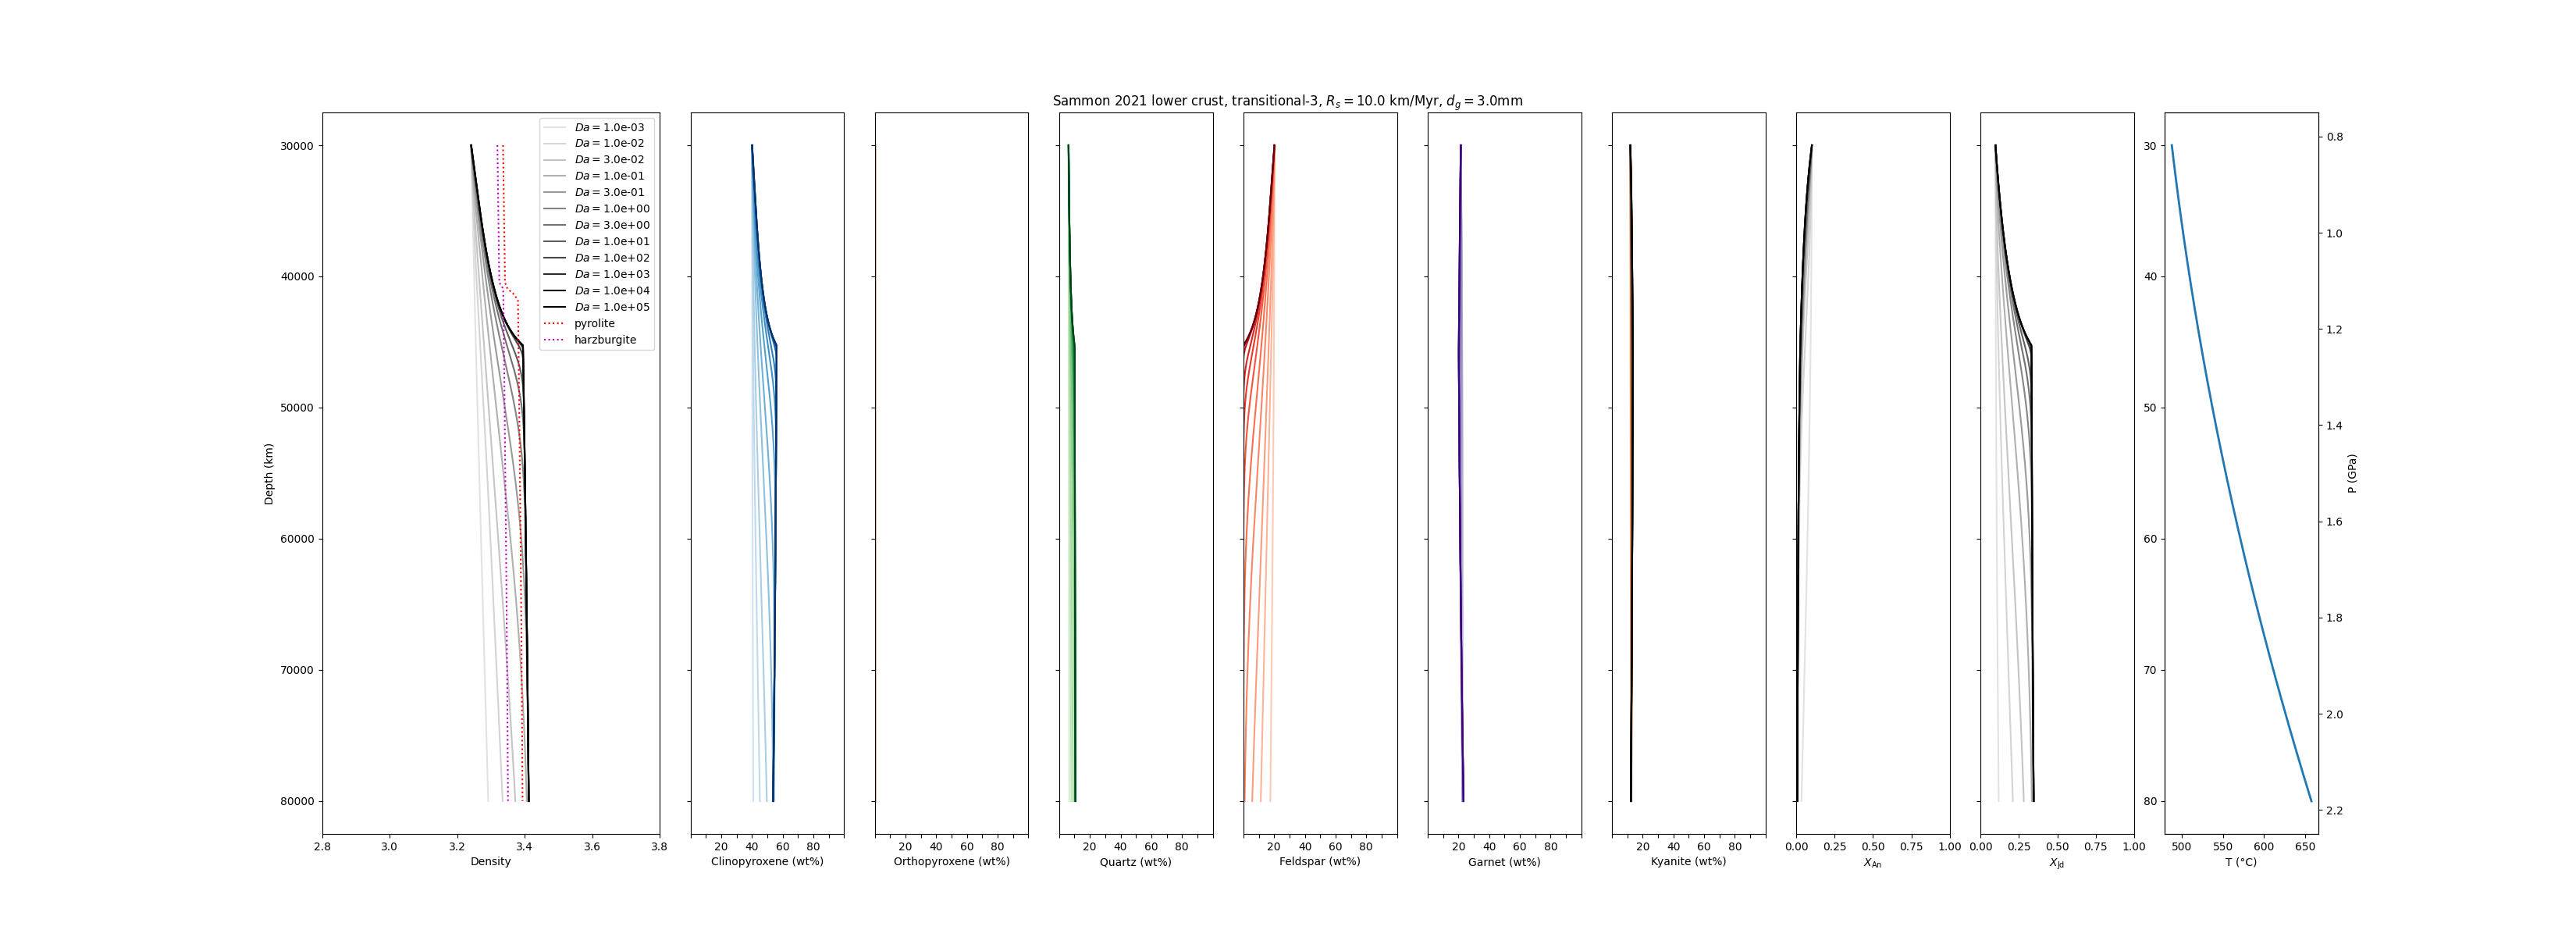 Sammon 2021 lower crust, transitional-3, Rₛ = 10.0 km/Myr, d_g = 3.0mm
Da = 1.0e-03
Da = 1.0e-02
Da = 3.0e-02
Da = 1.0e-01
Da = 3.0e-01
Da = 1.0e+00
Da = 3.0e+00
Da = 1.0e+01
Da = 1.0e+02
Da = 1.0e+03
Da = 1.0e+04
Da = 1.0e+05
pyrolite
harzburgite
30000
40000
50000
60000
70000
80000
Depth (km)
2.8 3.0 3.2 3.4 3.6 3.8
Density
20 40 60 80
Clinopyroxene (wt%)
20 40 60 80
Orthopyroxene (wt%)
20 40 60 80
Quartz (wt%)
20 40 60 80
Feldspar (wt%)
20 40 60 80
Garnet (wt%)
20 40 60 80
Kyanite (wt%)
0.00 0.25 0.50 0.75 1.00
X_An
0.00 0.25 0.50 0.75 1.00
X_Jd
30
40
50
60
70
80
500 550 600 650
T (°C)
0.8
1.0
1.2
1.4
1.6
1.8
2.0
2.2
P (GPa)